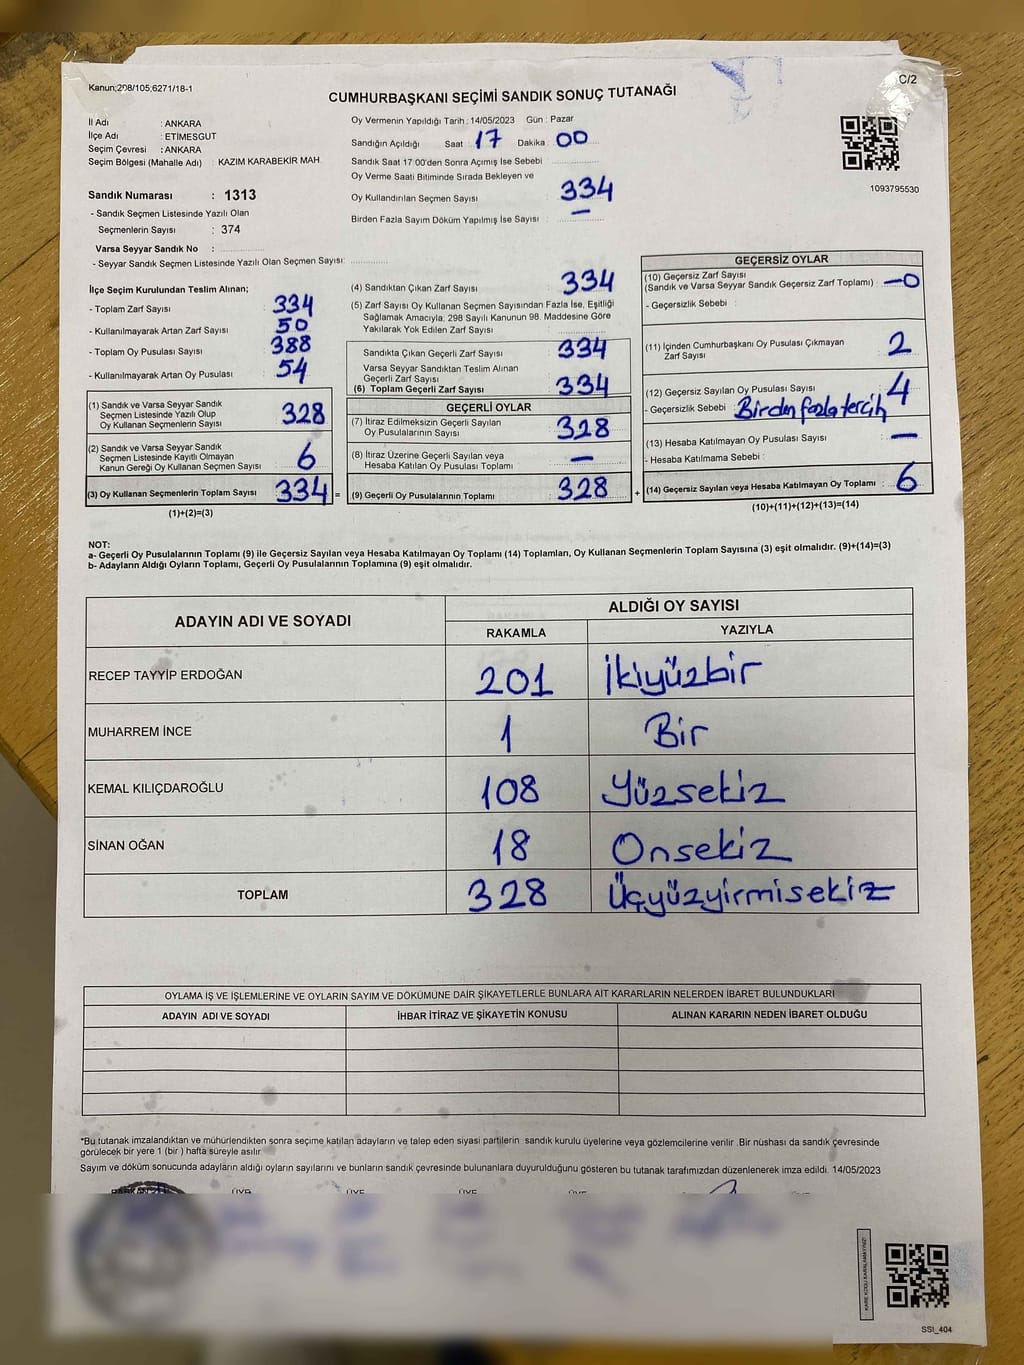 Kanun;298/105;6271/18-1
C/2
CUMHURBAŞKANI SEÇİMİ SANDIK SONUÇ TUTANAĞI
İl Adı : ANKARA
İlçe Adı : ETİMESGUT
Seçim Çevresi : ANKARA
Seçim Bölgesi (Mahalle Adı) : KAZIM KARABEKİR MAH.
Sandık Numarası : 1313
- Sandık Seçmen Listesinde Yazılı Olan
Seçmenlerin Sayısı : 374
Varsa Seyyar Sandık No :
- Seyyar Sandık Seçmen Listesinde Yazılı Olan Seçmen Sayısı:
Oy Vermenin Yapıldığı Tarih : 14/05/2023 Gün : Pazar
Sandığın Açıldığı Saat 17 Dakika 00
Sandık Saat 17:00'den Sonra Açımış İse Sebebi
Oy Verme Saati Bitiminde Sırada Bekleyen ve
Oy Kullandırılan Seçmen Sayısı : 334
Birden Fazla Sayım Döküm Yapılmış İse Sayısı : —
1093795530
İlçe Seçim Kurulundan Teslim Alınan;
- Toplam Zarf Sayısı : 334
- Kullanılmayarak Artan Zarf Sayısı : 50
- Toplam Oy Pusulası Sayısı : 388
- Kullanılmayarak Artan Oy Pusulası : 54
(1) Sandık ve Varsa Seyyar Sandık
Seçmen Listesinde Yazılı Olup
Oy Kullanan Seçmenlerin Sayısı : 328
(2) Sandık ve Varsa Seyyar Sandık
Seçmen Listesinde Kayıtlı Olmayan
Kanun Gereği Oy Kullanan Seçmen Sayısı : 6
(3) Oy Kullanan Seçmenlerin Toplam Sayısı : 334 =
(1)+(2)=(3)
(4) Sandıktan Çıkan Zarf Sayısı : 334
(5) Zarf Sayısı Oy Kullanan Seçmen Sayısından Fazla İse, Eşitliği
Sağlamak Amacıyla; 298 Sayılı Kanunun 98. Maddesine Göre
Yakılarak Yok Edilen Zarf Sayısı :
Sandıkta Çıkan Geçerli Zarf Sayısı : 334
Varsa Seyyar Sandıktan Teslim Alınan
Geçerli Zarf Sayısı
(6) Toplam Geçerli Zarf Sayısı : 334
GEÇERLİ OYLAR
(7) İtiraz Edilmeksizin Geçerli Sayılan
Oy Pusulalarının Sayısı : 328
(8) İtiraz Üzerine Geçerli Sayılan veya
Hesaba Katılan Oy Pusulası Toplamı : —
(9) Geçerli Oy Pusulalarının Toplamı : 328 +
GEÇERSİZ OYLAR
(10) Geçersiz Zarf Sayısı
(Sandık ve Varsa Seyyar Sandık Geçersiz Zarf Toplamı) : —0
- Geçersizlik Sebebi :
(11) İçinden Cumhurbaşkanı Oy Pusulası Çıkmayan
Zarf Sayısı : 2
(12) Geçersiz Sayılan Oy Pusulası Sayısı : 4
- Geçersizlik Sebebi : Birden fazla tercih
(13) Hesaba Katılmayan Oy Pusulası Sayısı : —
- Hesaba Katılmama Sebebi :
(14) Geçersiz Sayılan veya Hesaba Katılmayan Oy Toplamı : 6
(10)+(11)+(12)+(13)=(14)
NOT:
a- Geçerli Oy Pusulalarının Toplamı (9) ile Geçersiz Sayılan veya Hesaba Katılmayan Oy Toplamı (14) Toplamları, Oy Kullanan Seçmenlerin Toplam Sayısına (3) eşit olmalıdır. (9)+(14)=(3)
b- Adayların Aldığı Oyların Toplamı, Geçerli Oy Pusulalarının Toplamına (9) eşit olmalıdır.
ADAYIN ADI VE SOYADI ALDIĞI OY SAYISI
RAKAMLA YAZIYLA
RECEP TAYYİP ERDOĞAN 201 İkiyüzbir
MUHARREM İNCE 1 Bir
KEMAL KILIÇDAROĞLU 108 Yüzsekiz
SİNAN OĞAN 18 Onsekiz
TOPLAM 328 Üçyüzyirmisekiz
OYLAMA İŞ VE İŞLEMLERİNE VE OYLARIN SAYIM VE DÖKÜMÜNE DAİR ŞİKAYETLERLE BUNLARA AİT KARARLARIN NELERDEN İBARET BULUNDUKLARI
ADAYIN ADI VE SOYADI İHBAR İTİRAZ VE ŞİKAYETİN KONUSU ALINAN KARARIN NEDEN İBARET OLDUĞU
*Bu tutanak imzalandıktan ve mühürlendikten sonra seçime katılan adayların ve talep eden siyasi partilerin sandık kurulu üyelerine veya gözlemcilerine verilir .Bir nüshası da sandık çevresinde
görülecek bir yere 1 (bir ) hafta süreyle asılır.
Sayım ve döküm sonucunda adayların aldığı oyların sayılarını ve bunların sandık çevresinde bulunanlara duyurulduğunu gösteren bu tutanak tarafımızdan düzenlenerek imza edildi. 14/05/2023
BAŞKAN ÜYE ÜYE ÜYE ÜYE ÜYE
KARE KODU KARALAMAYINIZ!
SSI_404